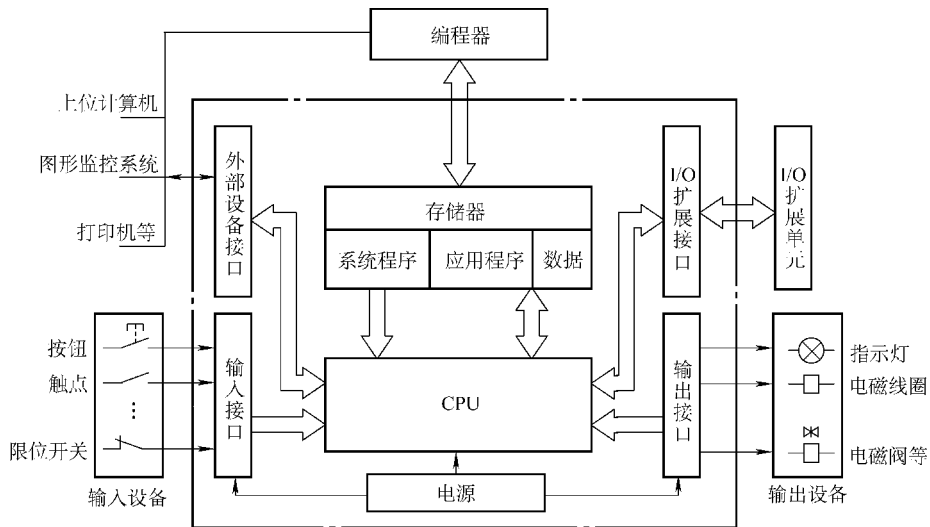 编程器
上位计算机
图形监控系统
打印机等
外部设备接口
存储器
系统程序
应用程序
数据
I/O扩展接口
I/O扩展单元
按钮
触点
…
限位开关
输入设备
输入接口
CPU
输出接口
指示灯
电磁线圈
电磁阀等
输出设备
电源